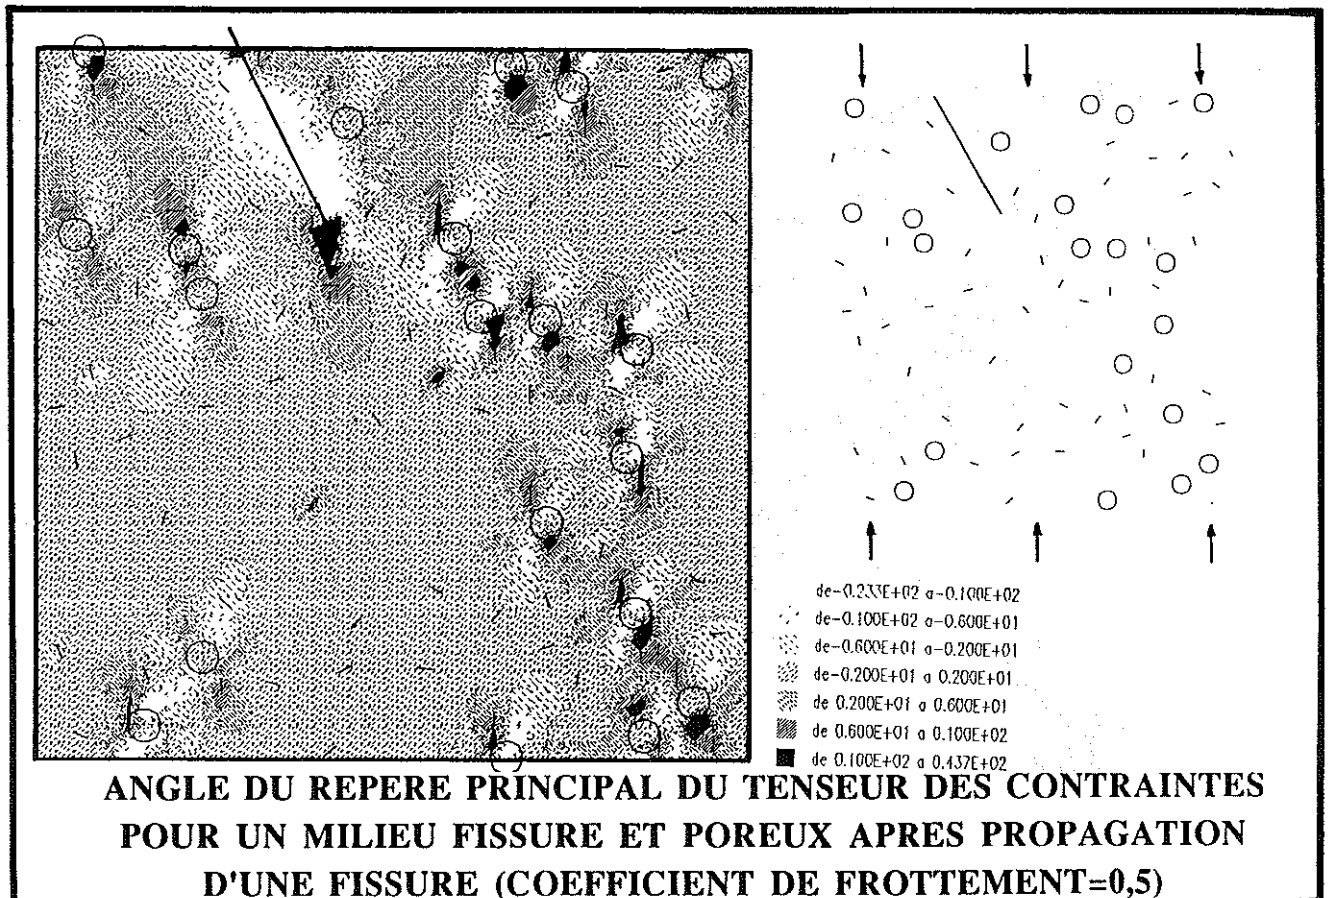 de-0.233E+02 a-0.100E+02
de-0.100E+02 a-0.600E+01
de-0.600E+01 a-0.200E+01
de-0.200E+01 a 0.200E+01
de 0.200E+01 a 0.600E+01
de 0.600E+01 a 0.100E+02
de 0.100E+02 a 0.437E+02
ANGLE DU REPERE PRINCIPAL DU TENSEUR DES CONTRAINTES
POUR UN MILIEU FISSURE ET POREUX APRES PROPAGATION
D'UNE FISSURE (COEFFICIENT DE FROTTEMENT=0,5)